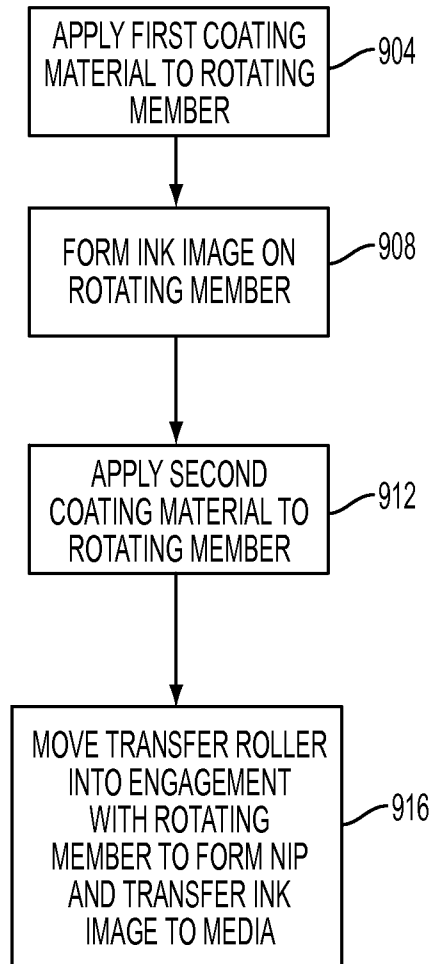 APPLY FIRST COATING
MATERIAL TO ROTATING
MEMBER
904
FORM INK IMAGE ON
ROTATING MEMBER
908
APPLY SECOND
COATING MATERIAL TO
ROTATING MEMBER
912
MOVE TRANSFER ROLLER
INTO ENGAGEMENT
WITH ROTATING
MEMBER TO FORM NIP
AND TRANSFER INK
IMAGE TO MEDIA
916